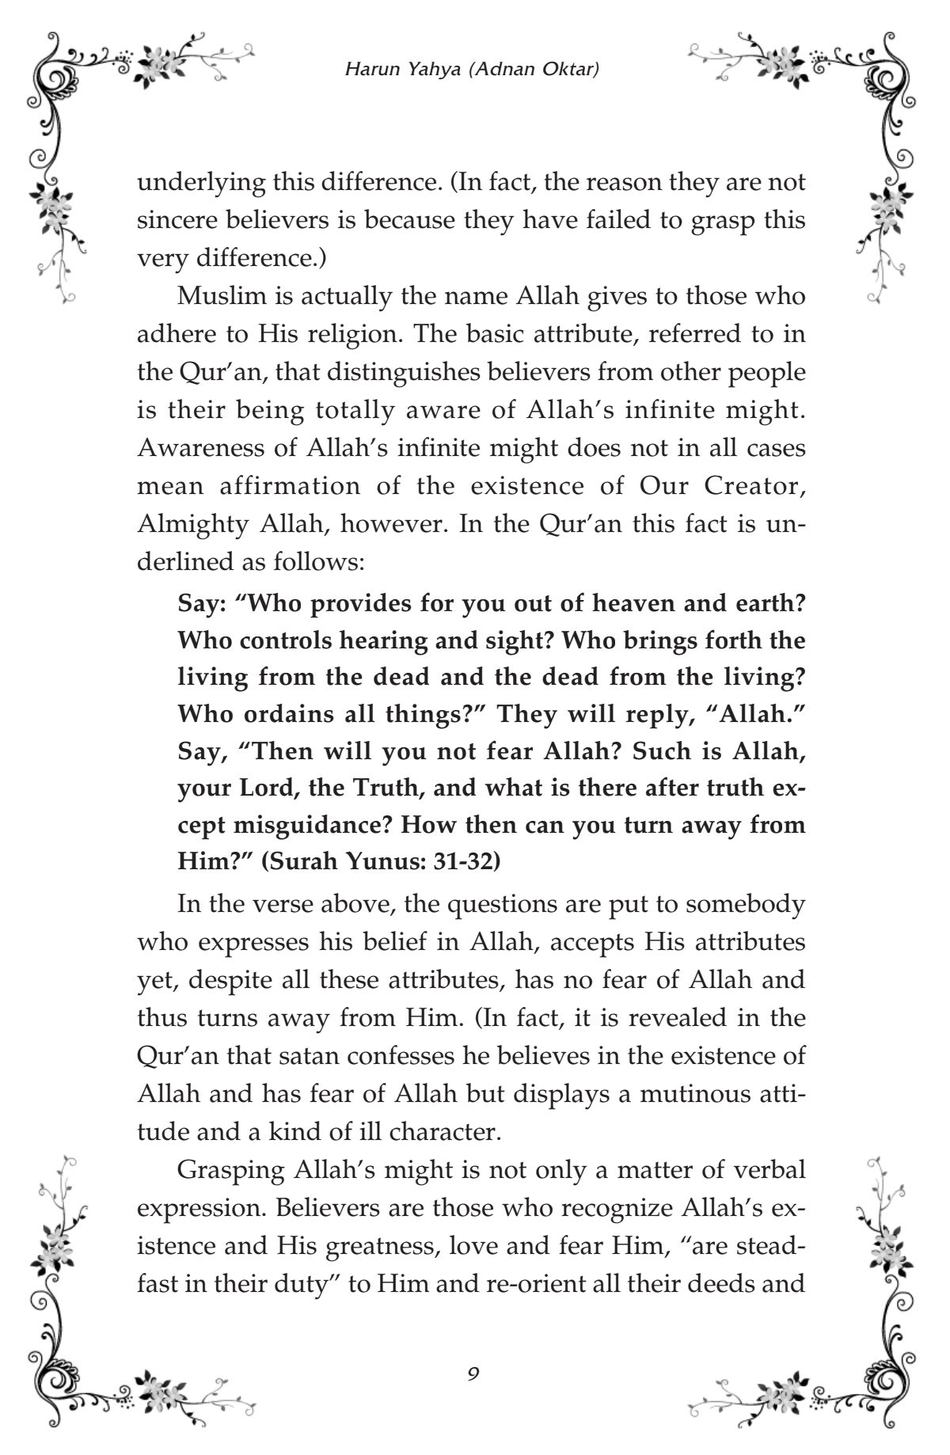 Harun Yahya (Adnan Oktar)
underlying this difference. (In fact, the reason they are not
sincere believers is because they have failed to grasp this
very difference.)
Muslim is actually the name Allah gives to those who
adhere to His religion. The basic attribute, referred to in
the Qur’an, that distinguishes believers from other people
is their being totally aware of Allah’s infinite might.
Awareness of Allah’s infinite might does not in all cases
mean affirmation of the existence of Our Creator,
Almighty Allah, however. In the Qur’an this fact is un-
derlined as follows:
Say: “Who provides for you out of heaven and earth?
Who controls hearing and sight? Who brings forth the
living from the dead and the dead from the living?
Who ordains all things?” They will reply, “Allah.”
Say, “Then will you not fear Allah? Such is Allah,
your Lord, the Truth, and what is there after truth ex-
cept misguidance? How then can you turn away from
Him?” (Surah Yunus: 31-32)
In the verse above, the questions are put to somebody
who expresses his belief in Allah, accepts His attributes
yet, despite all these attributes, has no fear of Allah and
thus turns away from Him. (In fact, it is revealed in the
Qur’an that satan confesses he believes in the existence of
Allah and has fear of Allah but displays a mutinous atti-
tude and a kind of ill character.
Grasping Allah’s might is not only a matter of verbal
expression. Believers are those who recognize Allah’s ex-
istence and His greatness, love and fear Him, “are stead-
fast in their duty” to Him and re-orient all their deeds and
9